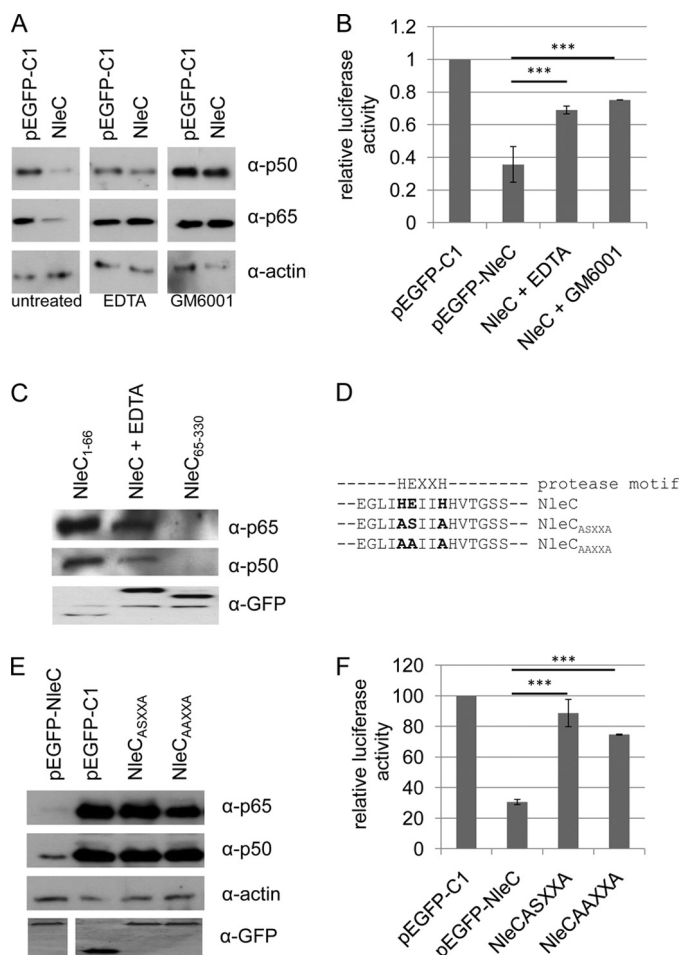 A
pEGFP-C1
NleC
pEGFP-C1
NleC
pEGFP-C1
NleC
α-p50
α-p65
α-actin
untreated
EDTA
GM6001
B
relative luciferase
activity
1.2
1
0.8
0.6
0.4
0.2
0
***
***
pEGFP-C1
pEGFP-NleC
NleC + EDTA
NleC + GM6001
C
NleC1-66
NleC + EDTA
NleC65-330
α-p65
α-p50
α-GFP
D
------HEXXH-------- protease motif
--EGLIHEIIHHVTGSS-- NleC
--EGLIASIIAHVTGSS-- NleCASXXA
--EGLIAAIIAHVTGSS-- NleCAAXXA
E
pEGFP-NleC
pEGFP-C1
NleCASXXA
NleCAAXXA
α-p65
α-p50
α-actin
α-GFP
F
relative luciferase
activity
120
100
80
60
40
20
0
***
***
pEGFP-C1
pEGFP-NleC
NleCASXXA
NleCAAXXA